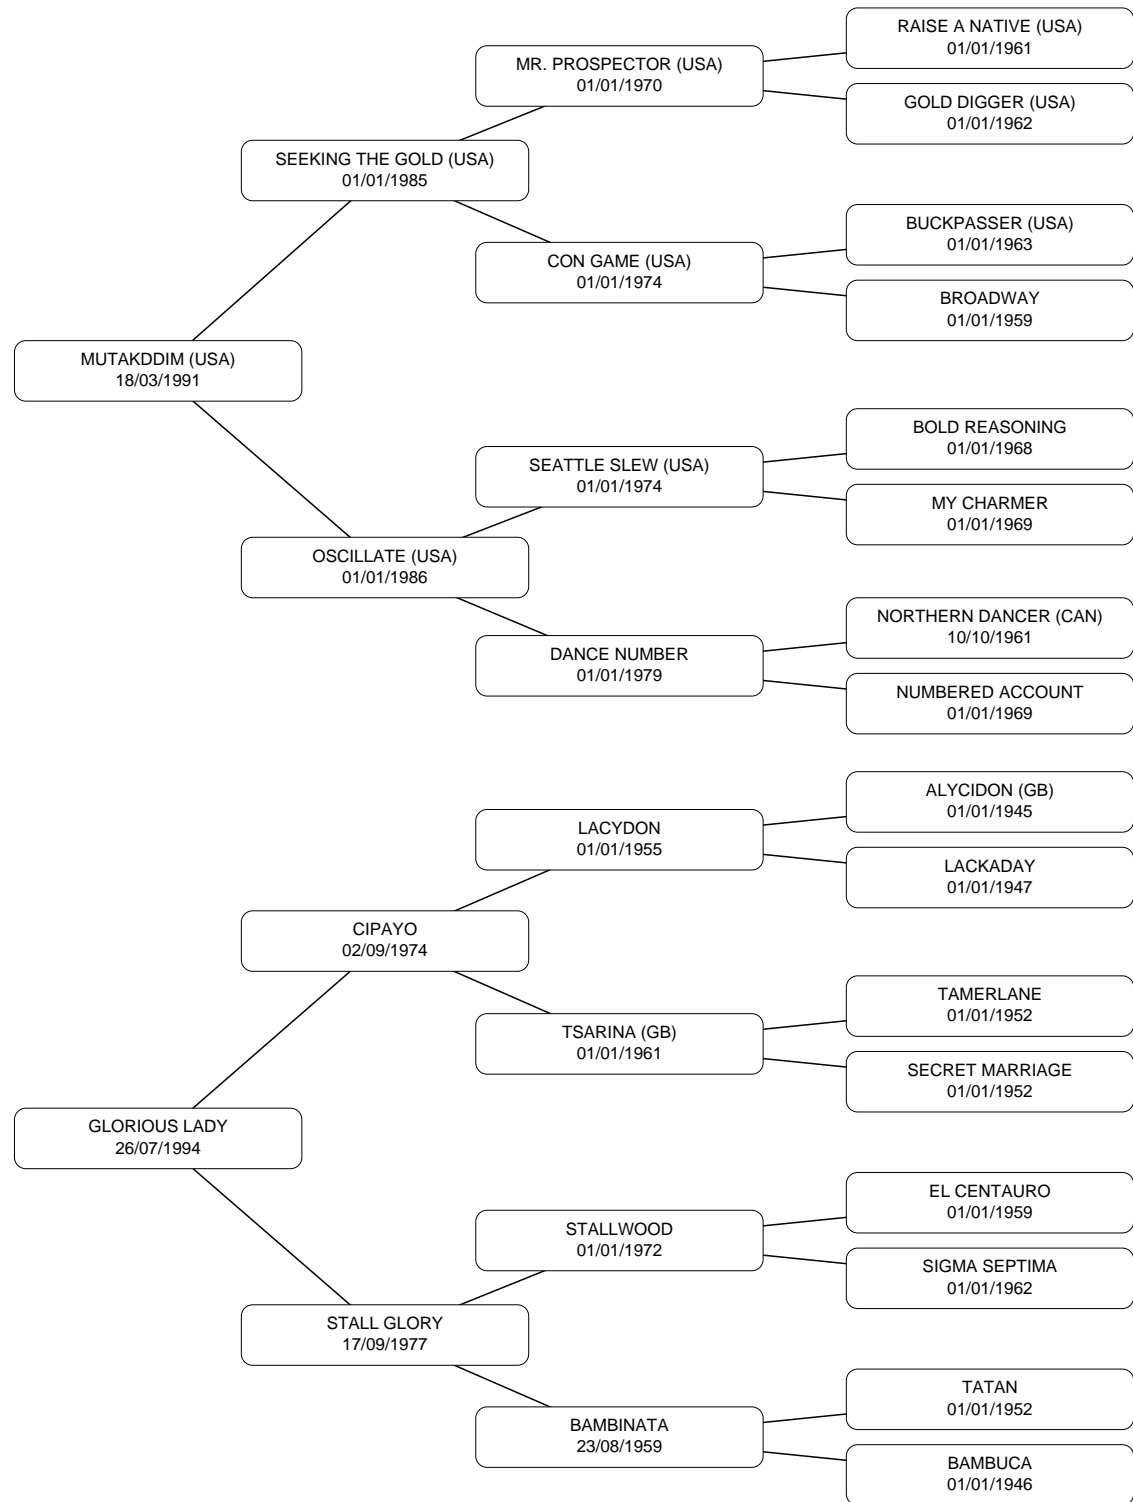 RAISE A NATIVE (USA)
01/01/1961
MR. PROSPECTOR (USA)
01/01/1970
GOLD DIGGER (USA)
01/01/1962
SEEKING THE GOLD (USA)
01/01/1985
BUCKPASSER (USA)
01/01/1963
CON GAME (USA)
01/01/1974
BROADWAY
01/01/1959
MUTAKDDIM (USA)
18/03/1991
BOLD REASONING
01/01/1968
SEATTLE SLEW (USA)
01/01/1974
MY CHARMER
01/01/1969
OSCILLATE (USA)
01/01/1986
NORTHERN DANCER (CAN)
10/10/1961
DANCE NUMBER
01/01/1979
NUMBERED ACCOUNT
01/01/1969
ALYCIDON (GB)
01/01/1945
LACYDON
01/01/1955
LACKADAY
01/01/1947
CIPAYO
02/09/1974
TAMERLANE
01/01/1952
TSARINA (GB)
01/01/1961
SECRET MARRIAGE
01/01/1952
GLORIOUS LADY
26/07/1994
EL CENTAURO
01/01/1959
STALLWOOD
01/01/1972
SIGMA SEPTIMA
01/01/1962
STALL GLORY
17/09/1977
TATAN
01/01/1952
BAMBINATA
23/08/1959
BAMBUCA
01/01/1946